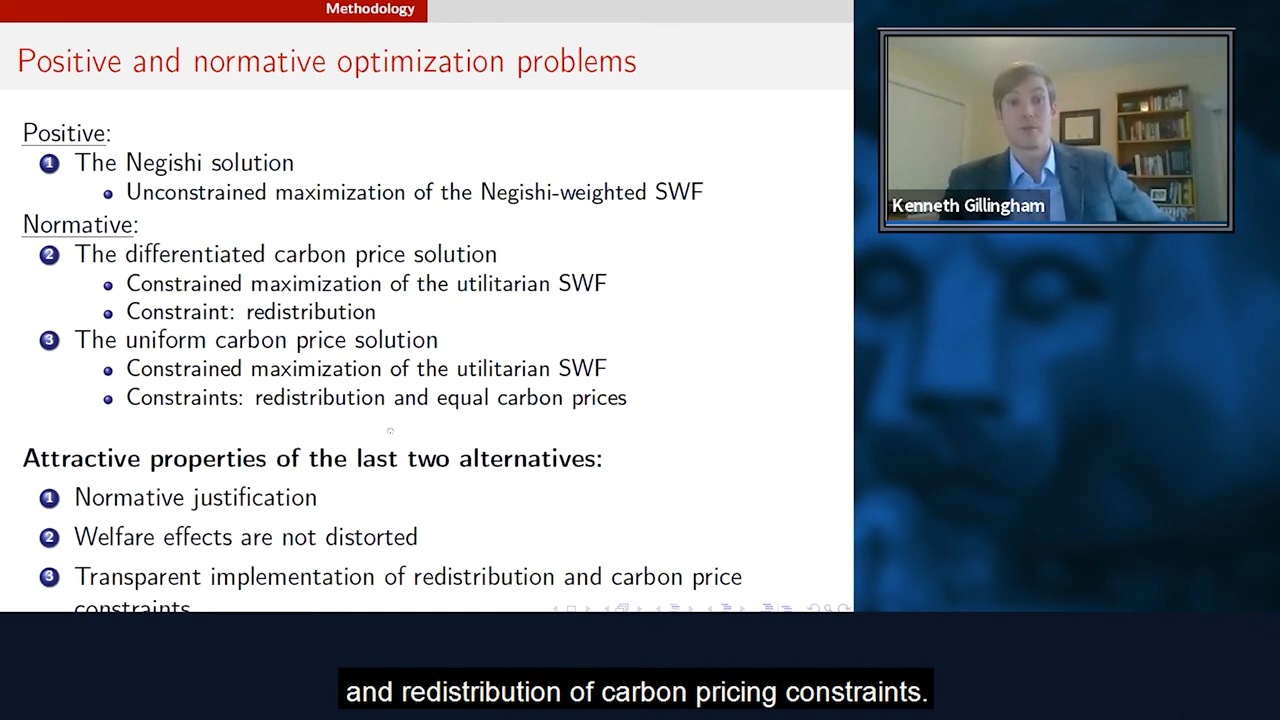 Methodology
Positive and normative optimization problems
Positive:
1 The Negishi solution
Unconstrained maximization of the Negishi-weighted SWF
Normative:
2 The differentiated carbon price solution
Constrained maximization of the utilitarian SWF
Constraint: redistribution
3 The uniform carbon price solution
Constrained maximization of the utilitarian SWF
Constraints: redistribution and equal carbon prices
Attractive properties of the last two alternatives:
1 Normative justification
2 Welfare effects are not distorted
3 Transparent implementation of redistribution and carbon price
constraints
Kenneth Gillingham
and redistribution of carbon pricing constraints.